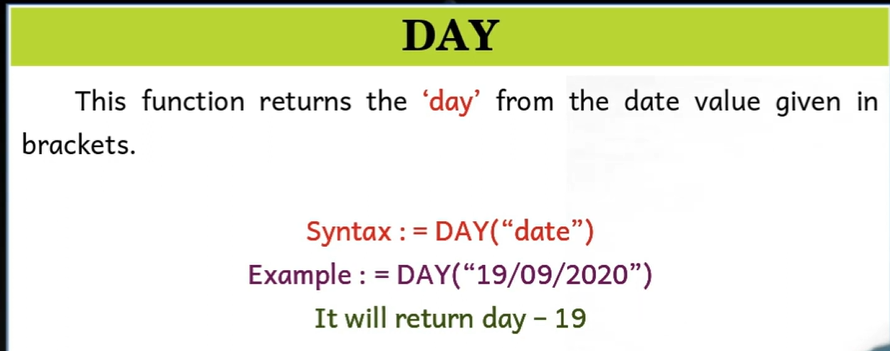 DAY
This function returns the ‘day’ from the date value given in
brackets.
Syntax : = DAY(“date”)
Example : = DAY(“19/09/2020”)
It will return day – 19